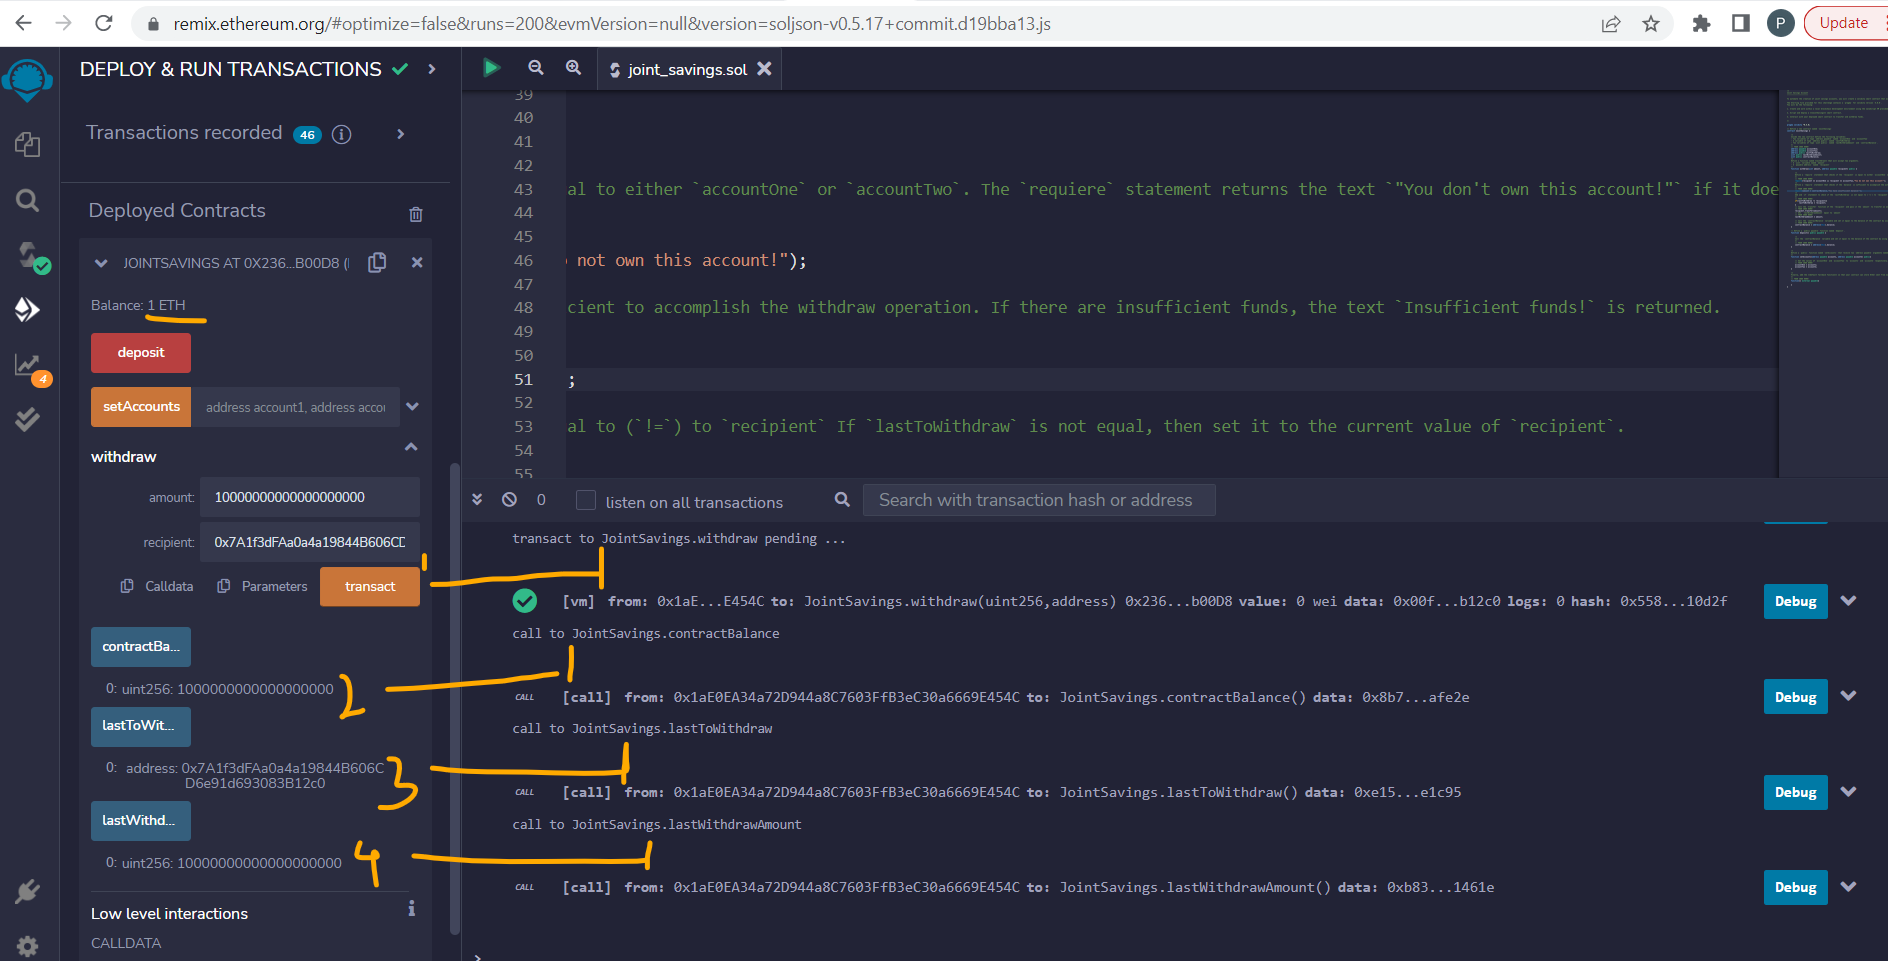 remix.ethereum.org/#optimize=false&runs=200&evmVersion=null&version=soljson-v0.5.17+commit.d19bba13.js
P
Update
DEPLOY & RUN TRANSACTIONS
joint_savings.sol
Transactions recorded 46
Deployed Contracts
JOINTSAVINGS AT 0X236...B00D8 (
Balance: 1 ETH
deposit
setAccounts
address account1, address accou
withdraw
amount: 10000000000000000000
recipient: 0x7A1f3dFAa0a4a19844B606CD
Calldata
Parameters
transact
1
contractBa...
0: uint256: 1000000000000000000
2
lastToWit...
0: address: 0x7A1f3dFAa0a4a19844B606C
D6e91d693083B12c0
3
lastWithd...
0: uint256: 10000000000000000000
4
Low level interactions
CALLDATA
4
39
40
41
42
43 al to either `accountOne` or `accountTwo`. The `requiere` statement returns the text `"You don't own this account!"` if it doe
44
45
46 not own this account!");
47
48 cient to accomplish the withdraw operation. If there are insufficient funds, the text `Insufficient funds!` is returned.
49
50
51 ;
52
53 al to (`!=`) to `recipient` If `lastToWithdraw` is not equal, then set it to the current value of `recipient`.
54
55
0
listen on all transactions
Search with transaction hash or address
transact to JointSavings.withdraw pending ...
[vm] from: 0x1aE...E454C to: JointSavings.withdraw(uint256,address) 0x236...b00D8 value: 0 wei data: 0x00f...b12c0 logs: 0 hash: 0x558...10d2f
Debug
call to JointSavings.contractBalance
CALL [call] from: 0x1aE0EA34a72D944a8C7603FfB3eC30a6669E454C to: JointSavings.contractBalance() data: 0x8b7...afe2e
Debug
call to JointSavings.lastToWithdraw
CALL [call] from: 0x1aE0EA34a72D944a8C7603FfB3eC30a6669E454C to: JointSavings.lastToWithdraw() data: 0xe15...e1c95
Debug
call to JointSavings.lastWithdrawAmount
CALL [call] from: 0x1aE0EA34a72D944a8C7603FfB3eC30a6669E454C to: JointSavings.lastWithdrawAmount() data: 0xb83...1461e
Debug
>